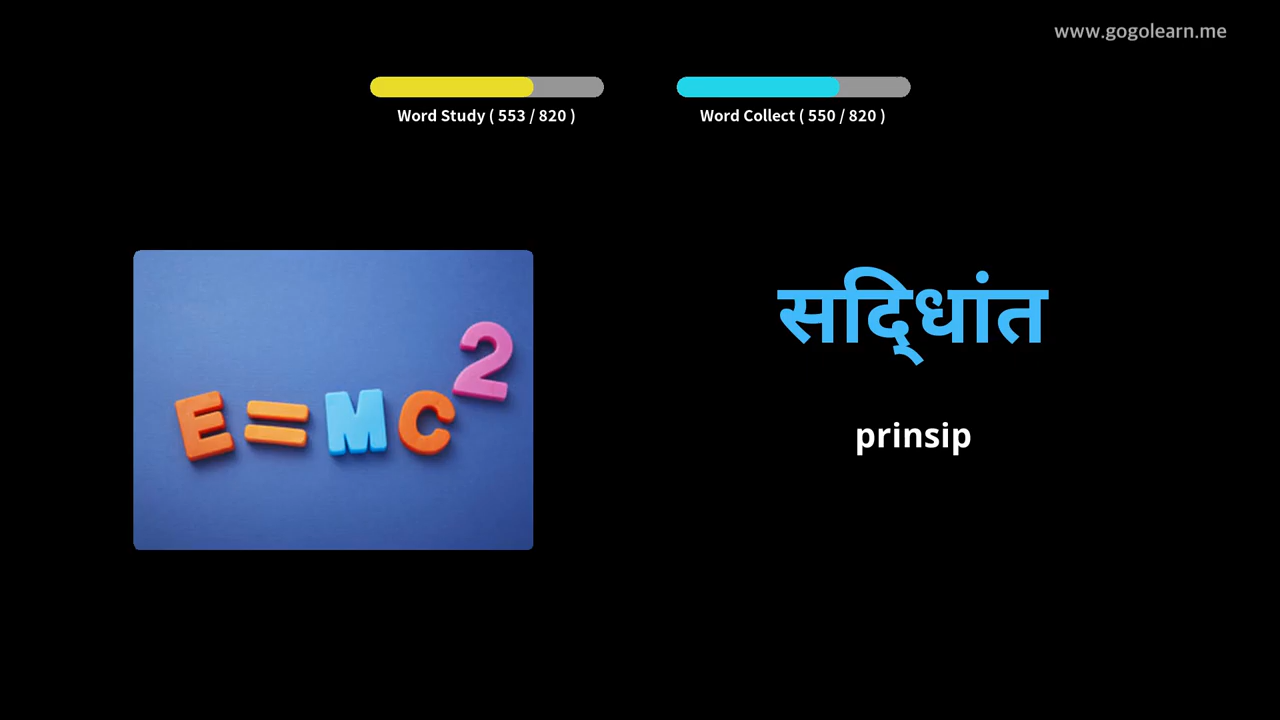 www.gogolearn.me
Word Study ( 553 / 820 )
Word Collect ( 550 / 820 )
E=MC2
सद्धिांत
prinsip